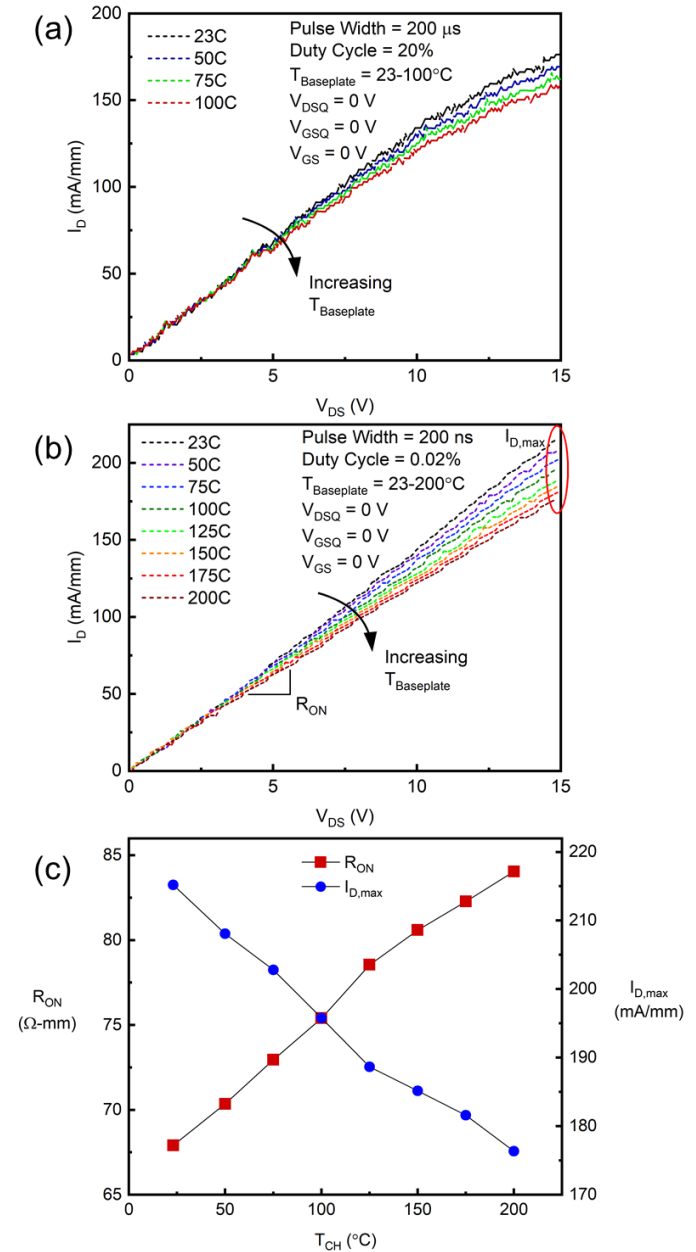 (a)
23C
50C
75C
100C
Pulse Width = 200 μs
Duty Cycle = 20%
T_Baseplate = 23-100°C
V_DSQ = 0 V
V_GSQ = 0 V
V_GS = 0 V
Increasing
T_Baseplate
200
150
100
50
0
I_D (mA/mm)
0 5 10 15
V_DS (V)
(b)
23C
50C
75C
100C
125C
150C
175C
200C
Pulse Width = 200 ns
Duty Cycle = 0.02%
T_Baseplate = 23-200°C
V_DSQ = 0 V
V_GSQ = 0 V
V_GS = 0 V
I_D,max
Increasing
T_Baseplate
R_ON
200
150
100
50
0
I_D (mA/mm)
0 5 10 15
V_DS (V)
(c)
R_ON
I_D,max
85
80
75
70
65
R_ON
(Ω-mm)
220
210
200
190
180
170
I_D,max
(mA/mm)
0 50 100 150 200
T_CH (°C)